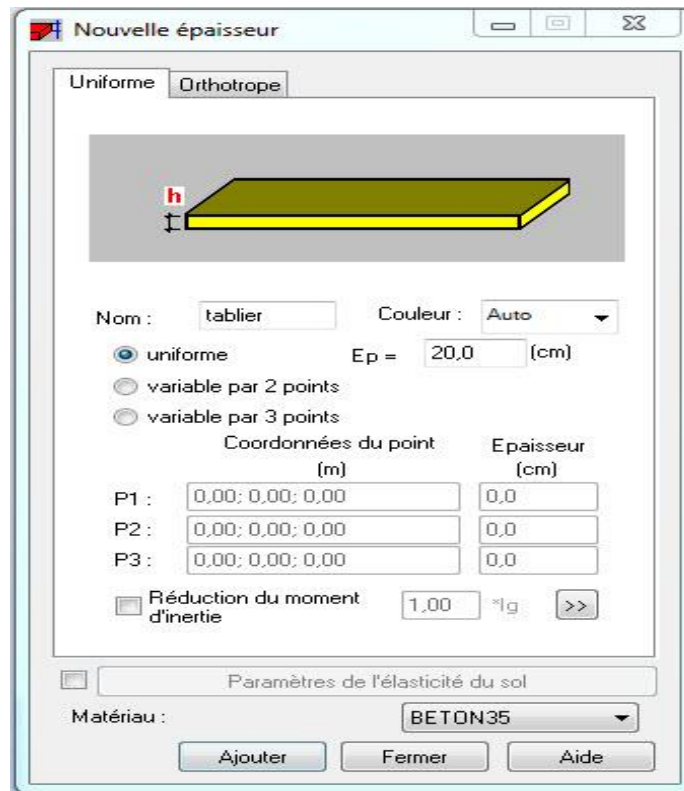 Nouvelle épaisseur
Uniforme Orthotrope
h
Nom : tablier Couleur : Auto
uniforme Ep = 20,0 (cm)
variable par 2 points
variable par 3 points
Coordonnées du point Epaisseur
(m) (cm)
P1 : 0,00; 0,00; 0,00 0,0
P2 : 0,00; 0,00; 0,00 0,0
P3 : 0,00; 0,00; 0,00 0,0
Réduction du moment
d'inertie 1,00 *Ig >>
Paramètres de l'élasticité du sol
Matériau : BETON35
Ajouter Fermer Aide